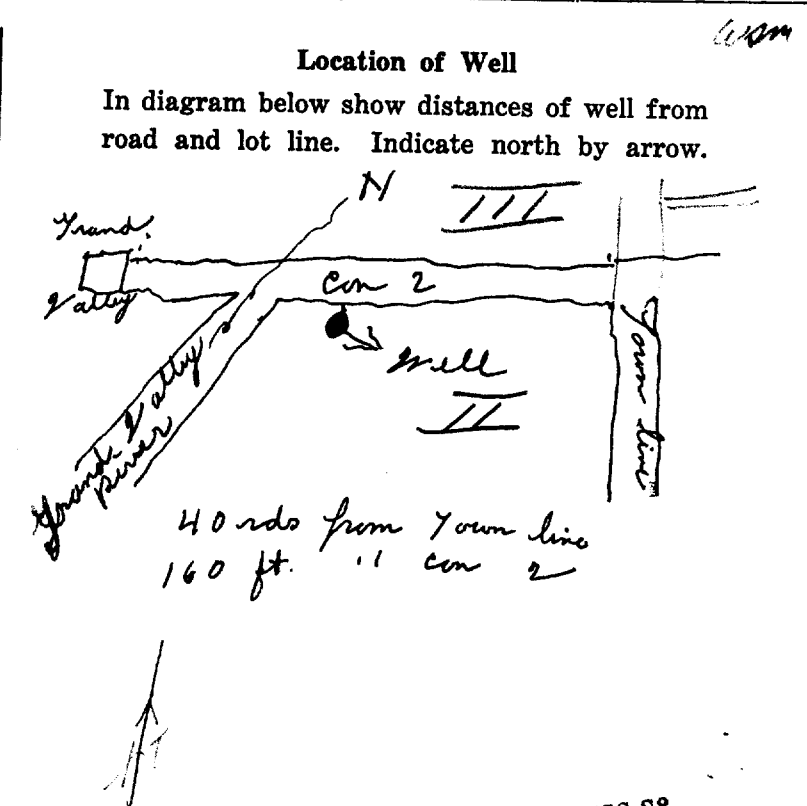 WSM
Location of Well
In diagram below show distances of well from
road and lot line. Indicate north by arrow.
N
III
Grand
Valley
Con 2
Well
II
Town line
Grand Valley
River
40 rds from Town line
160 ft. " Con 2